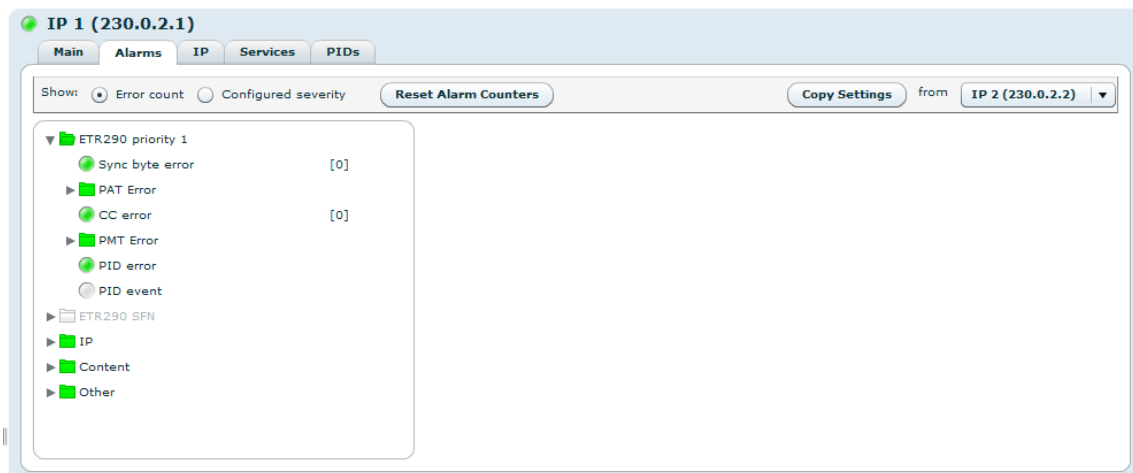 IP 1 (230.0.2.1)
Main Alarms IP Services PIDs
Show: Error count Configured severity Reset Alarm Counters Copy Settings from IP 2 (230.0.2.2)
ETR290 priority 1
Sync byte error [0]
PAT Error
CC error [0]
PMT Error
PID error
PID event
ETR290 SFN
IP
Content
Other